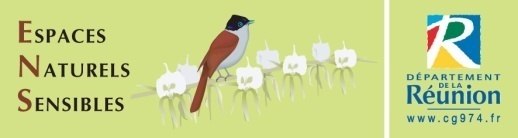 ESPACES
NATURELS
SENSIBLES
R
DÉPARTEMENT
DE LA
Réunion
www.cg974.fr